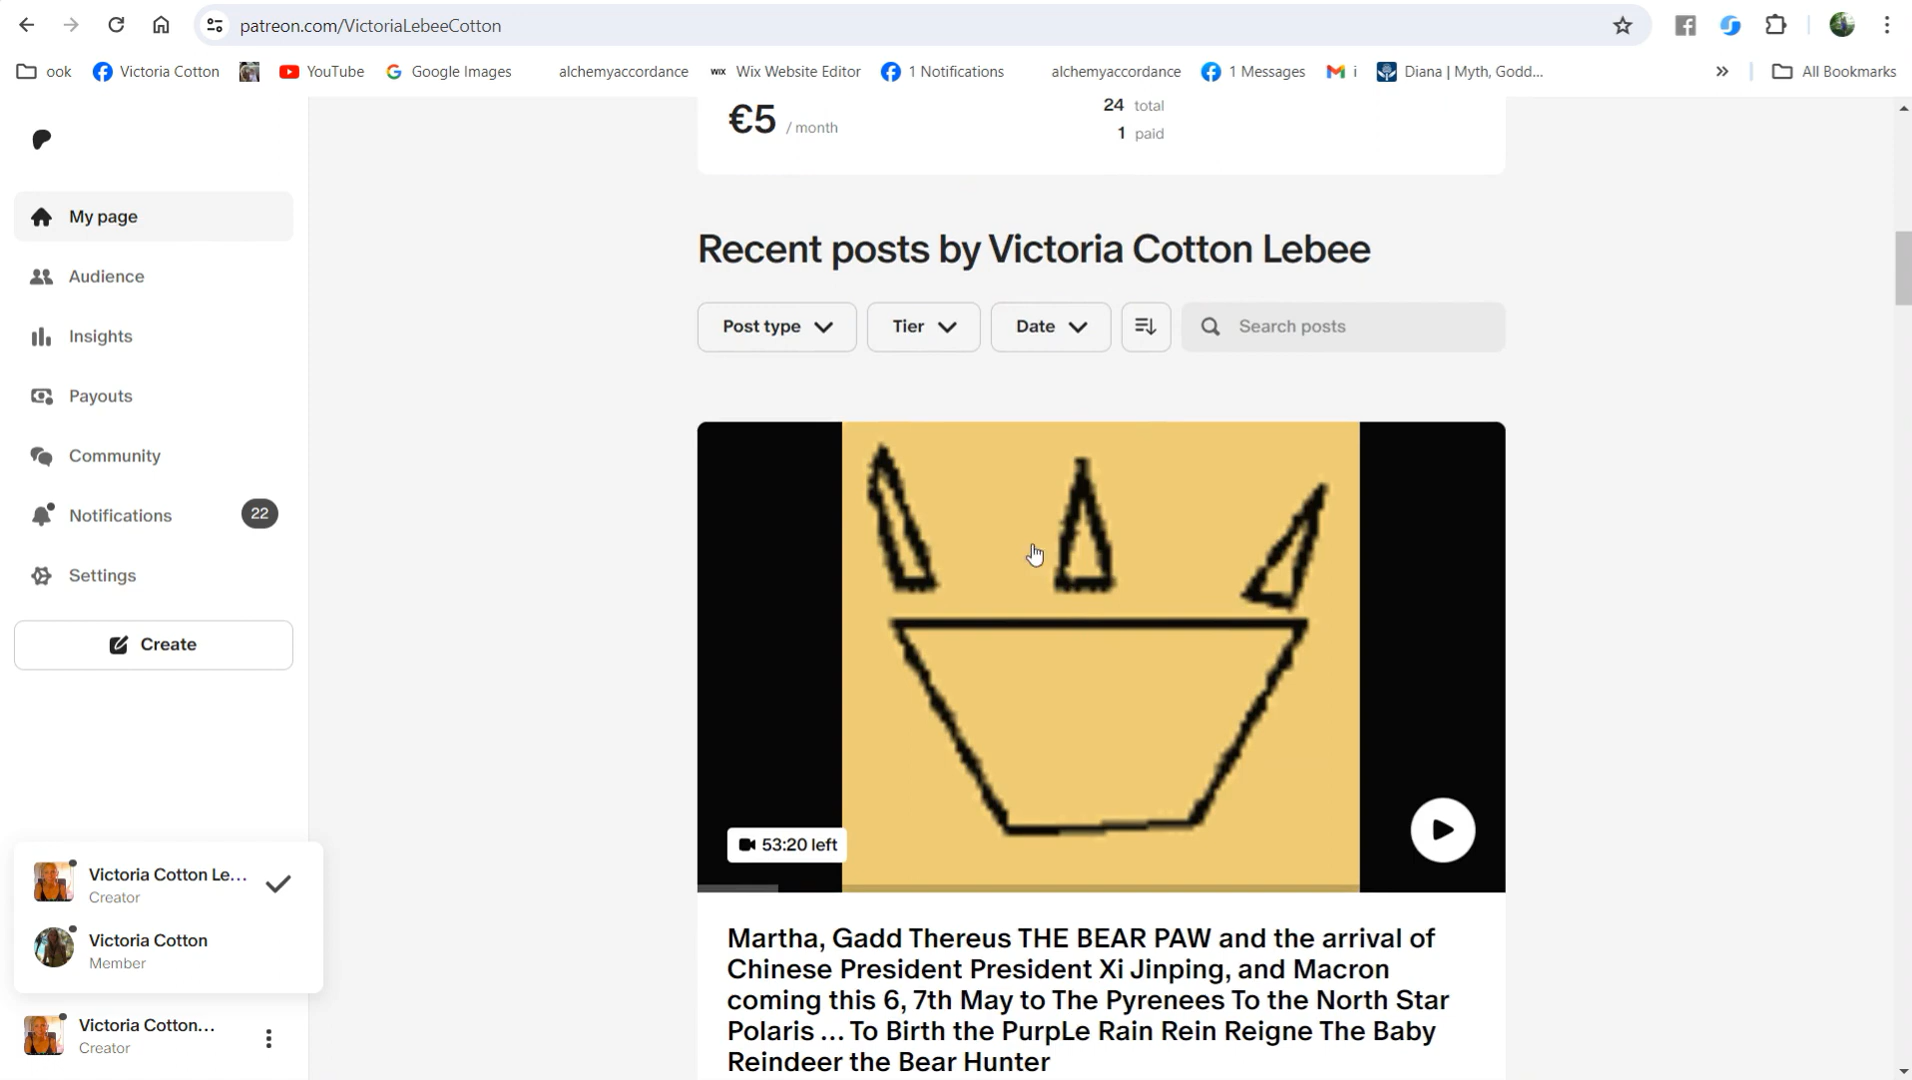 patreon.com/VictoriaLebeeCotton
ook
Victoria Cotton
YouTube
Google Images
alchemyaccordance
WIX Wix Website Editor
1 Notifications
alchemyaccordance
1 Messages
i
Diana | Myth, Godd...
All Bookmarks
My page
Audience
Insights
Payouts
Community
Notifications 22
Settings
Create
Victoria Cotton Le...
Creator
Victoria Cotton
Member
Victoria Cotton...
Creator
€5 / month
24 total
1 paid
Recent posts by Victoria Cotton Lebee
Post type
Tier
Date
Search posts
53:20 left
Martha, Gadd Thereus THE BEAR PAW and the arrival of
Chinese President President Xi Jinping, and Macron
coming this 6, 7th May to The Pyrenees To the North Star
Polaris ... To Birth the PurpLe Rain Rein Reigne The Baby
Reindeer the Bear Hunter